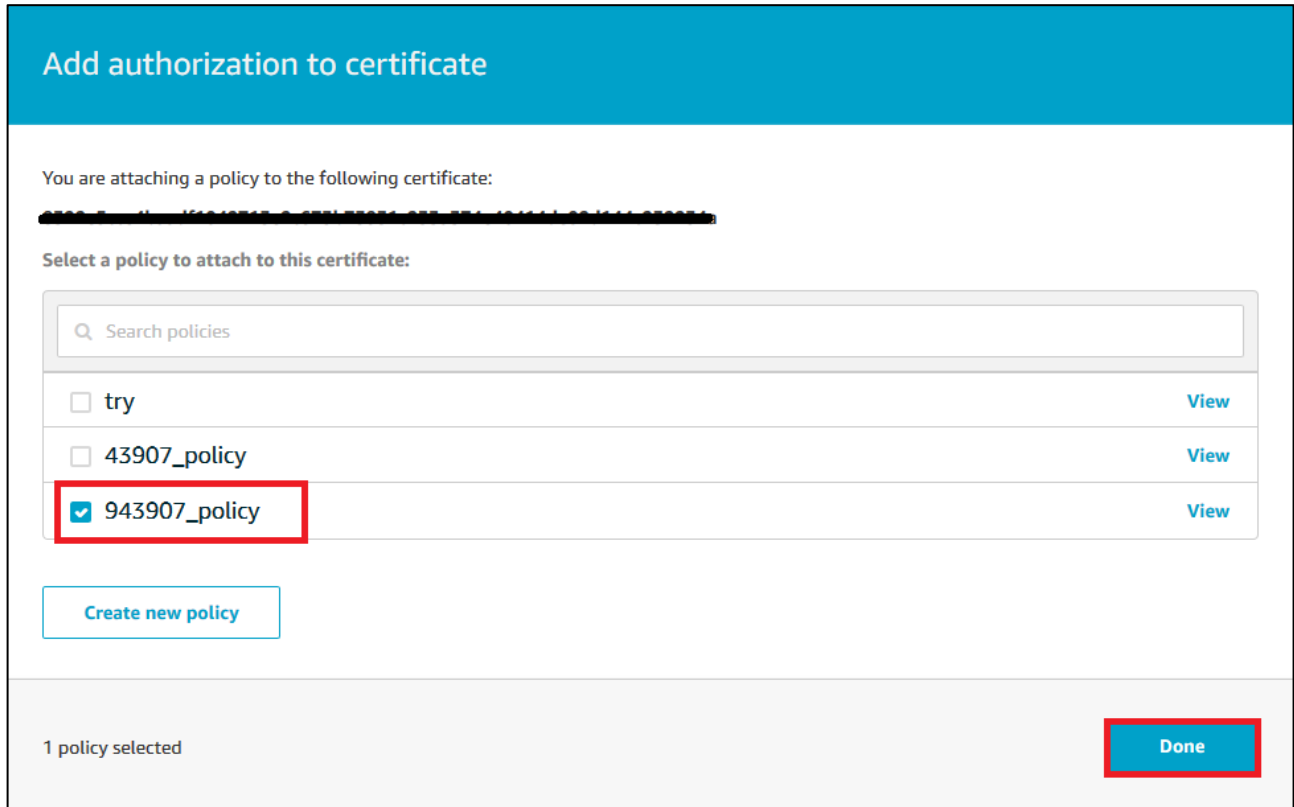 Add authorization to certificate
You are attaching a policy to the following certificate:
Select a policy to attach to this certificate:
Search policies
try View
43907_policy View
943907_policy View
Create new policy
1 policy selected Done